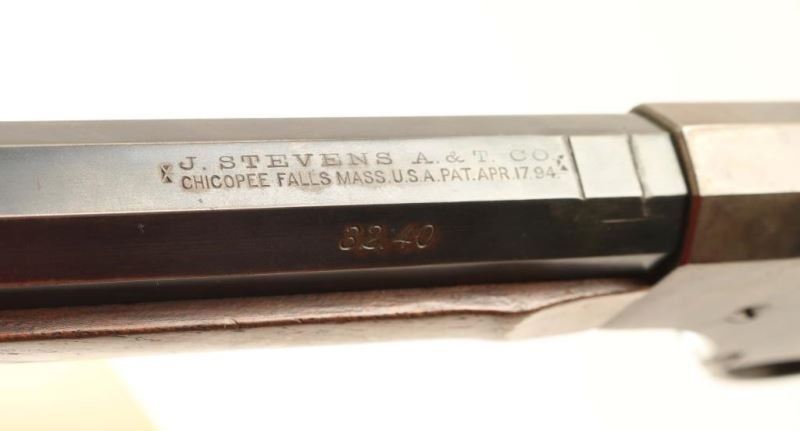 J. STEVENS A. & T. CO.
CHICOPEE FALLS MASS. U.S.A. PAT. APR. 17. 94.
32.40